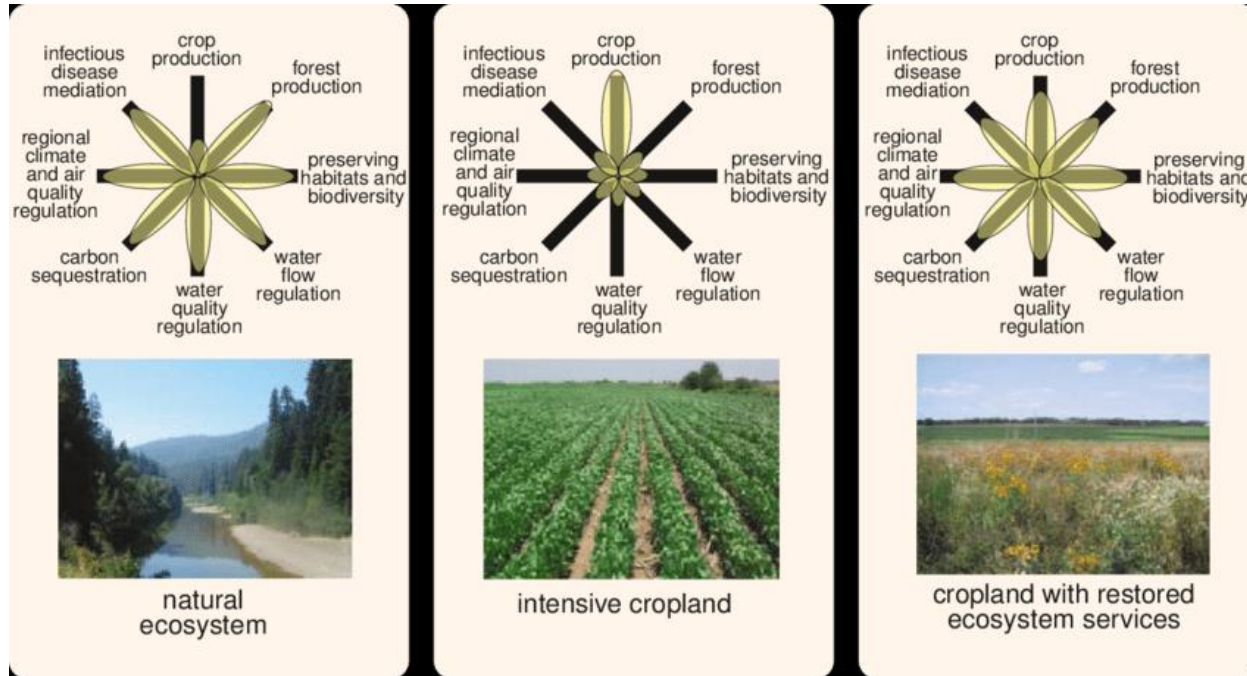 crop
production
infectious
disease
mediation
forest
production
regional
climate
and air
quality
regulation
preserving
habitats and
biodiversity
carbon
sequestration
water
quality
regulation
water
flow
regulation
natural
ecosystem
crop
production
infectious
disease
mediation
forest
production
regional
climate
and air
quality
regulation
preserving
habitats and
biodiversity
carbon
sequestration
water
quality
regulation
water
flow
regulation
intensive cropland
crop
production
infectious
disease
mediation
forest
production
regional
climate
and air
quality
regulation
preserving
habitats and
biodiversity
carbon
sequestration
water
quality
regulation
water
flow
regulation
cropland with restored
ecosystem services